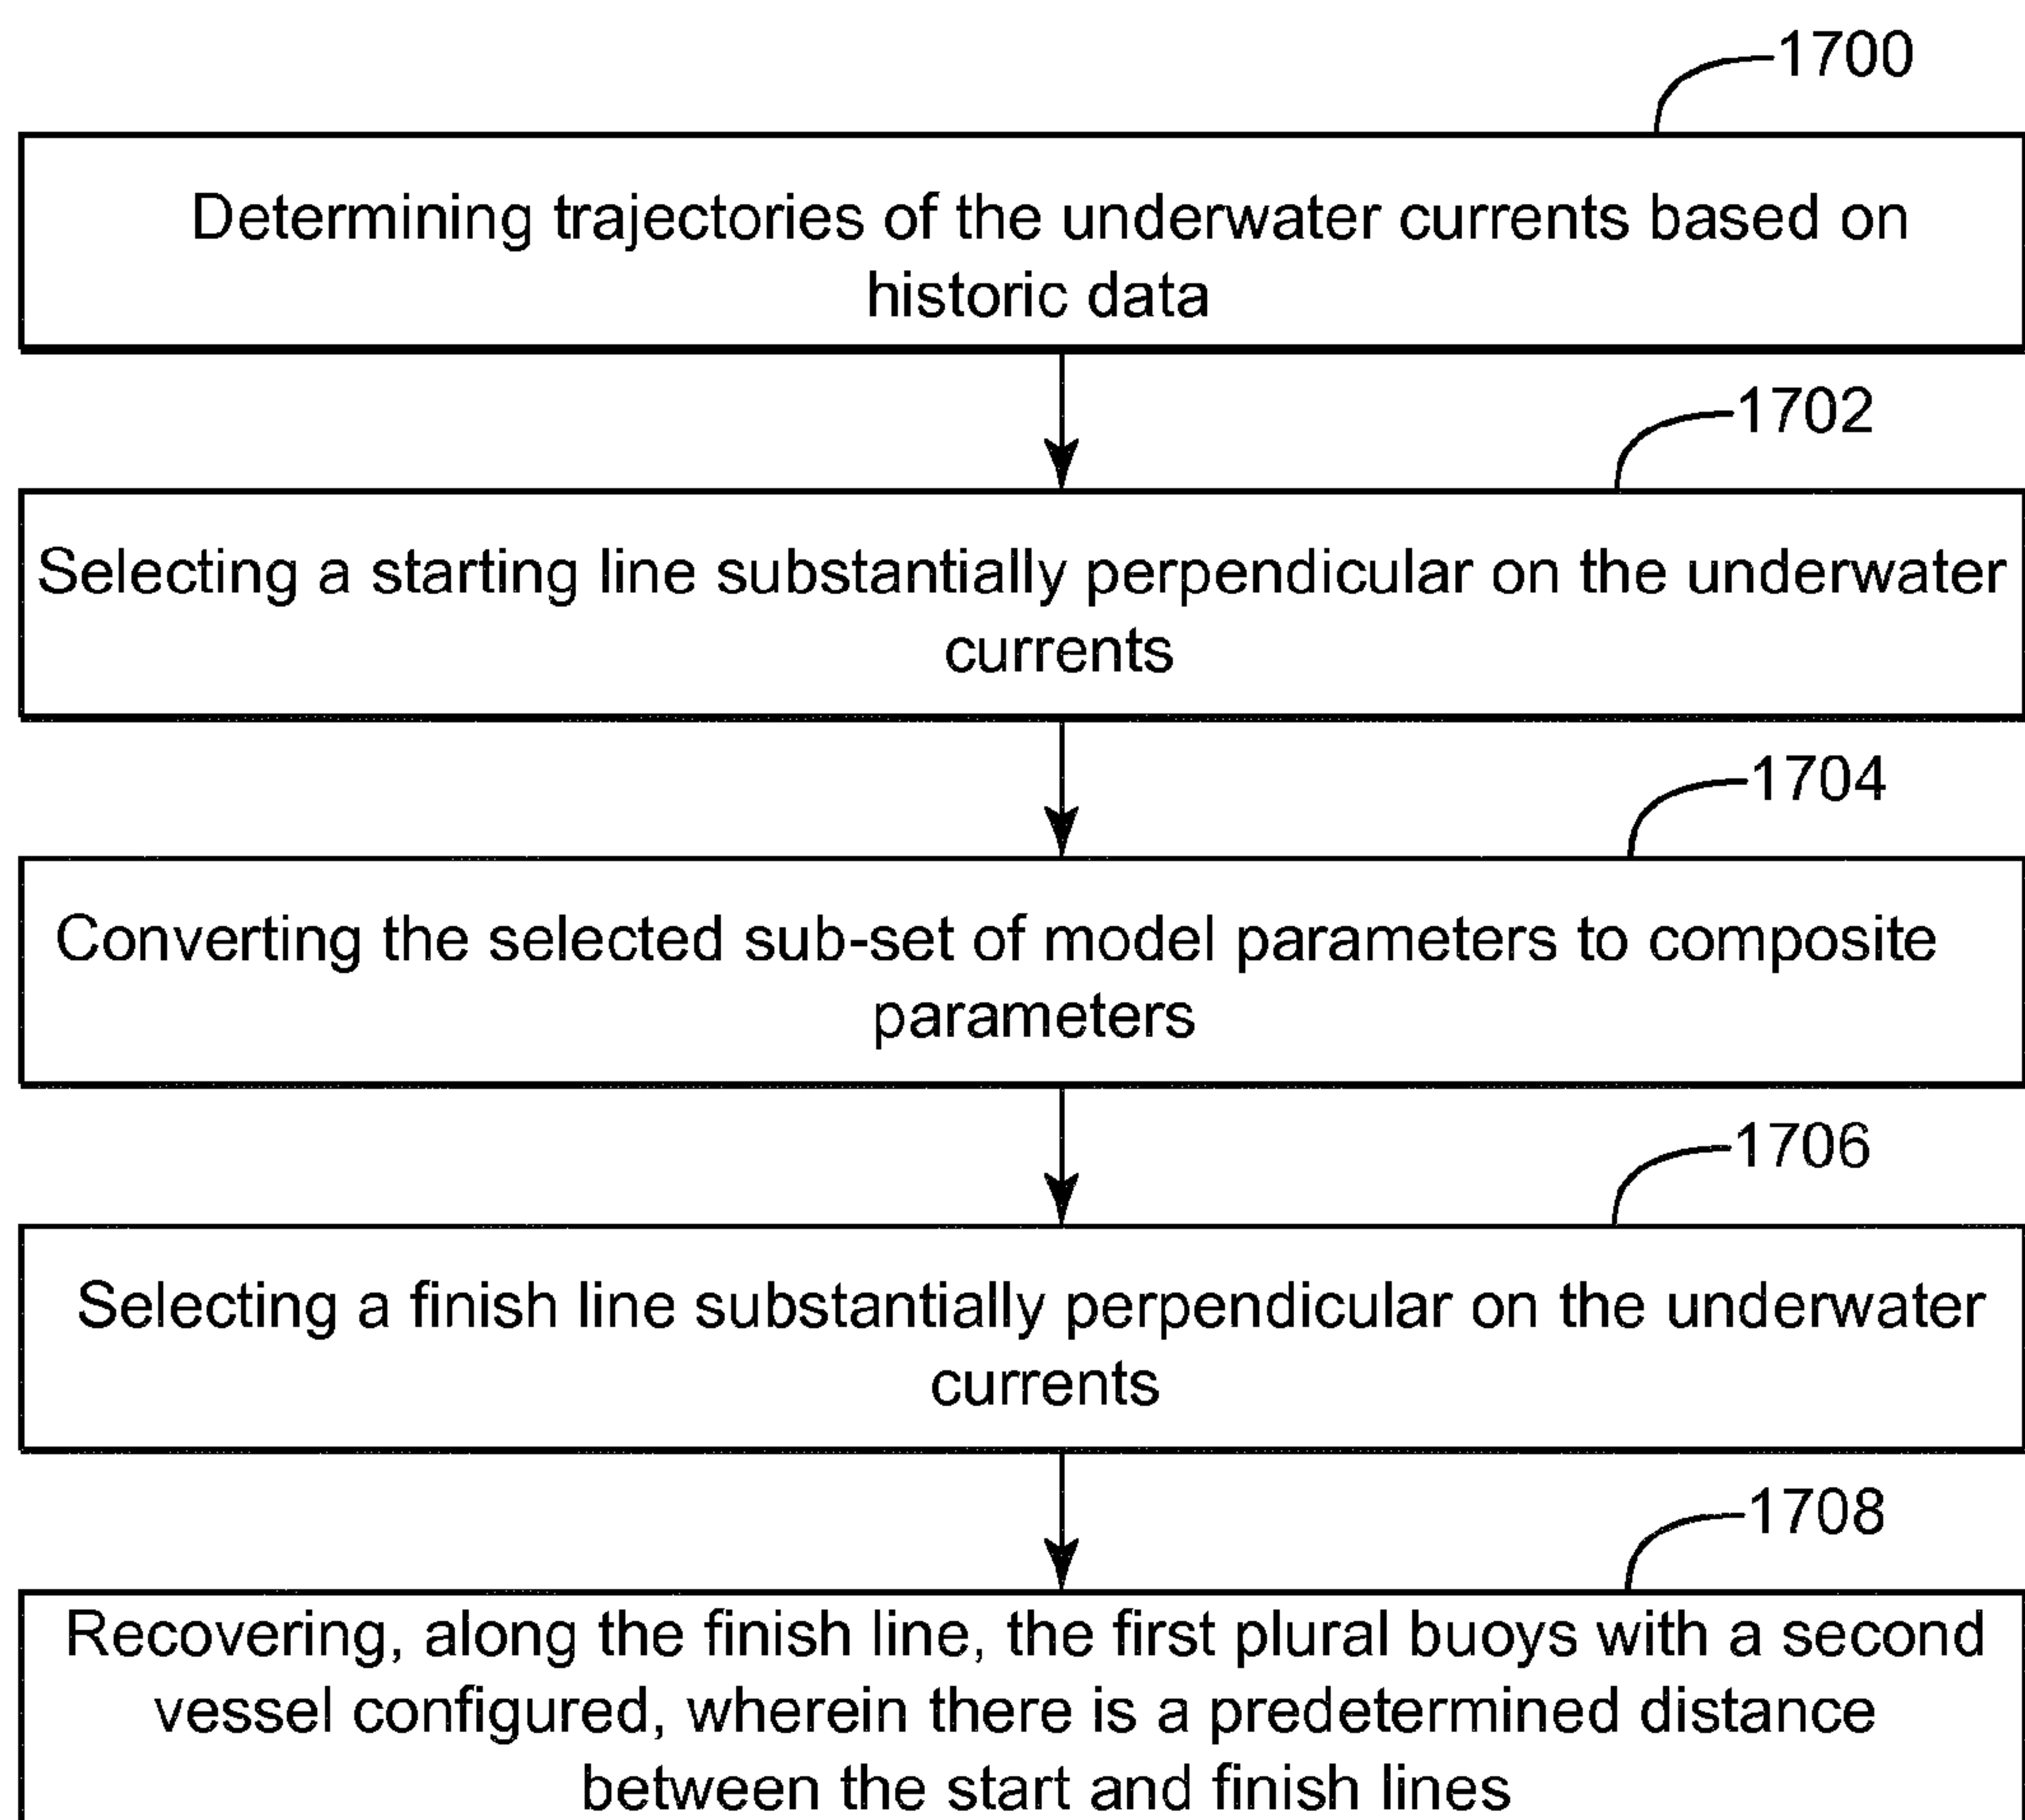 1700
Determining trajectories of the underwater currents based on
historic data
1702
Selecting a starting line substantially perpendicular on the underwater
currents
1704
Converting the selected sub-set of model parameters to composite
parameters
1706
Selecting a finish line substantially perpendicular on the underwater
currents
1708
Recovering, along the finish line, the first plural buoys with a second
vessel configured, wherein there is a predetermined distance
between the start and finish lines